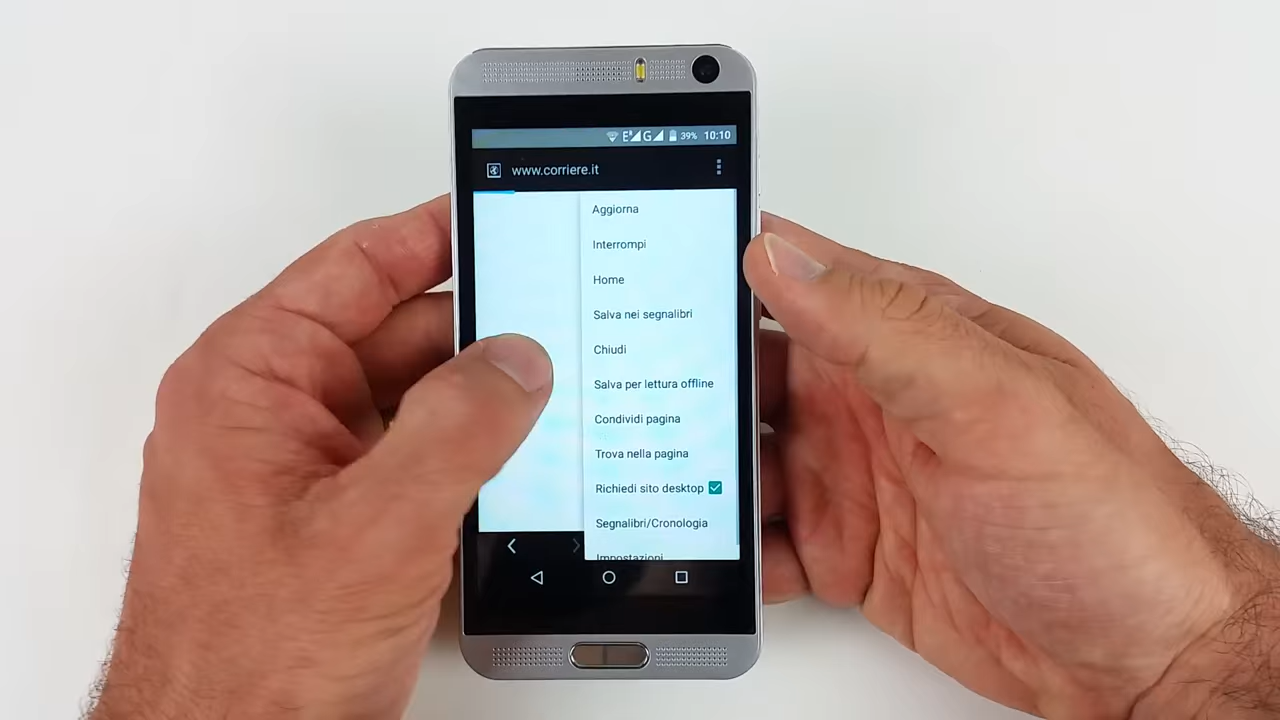 E G 39% 10:10
www.corriere.it
Aggiorna
Interrompi
Home
Salva nei segnalibri
Chiudi
Salva per lettura offline
Condividi pagina
Trova nella pagina
Richiedi sito desktop
Segnalibri/Cronologia
Impostazioni